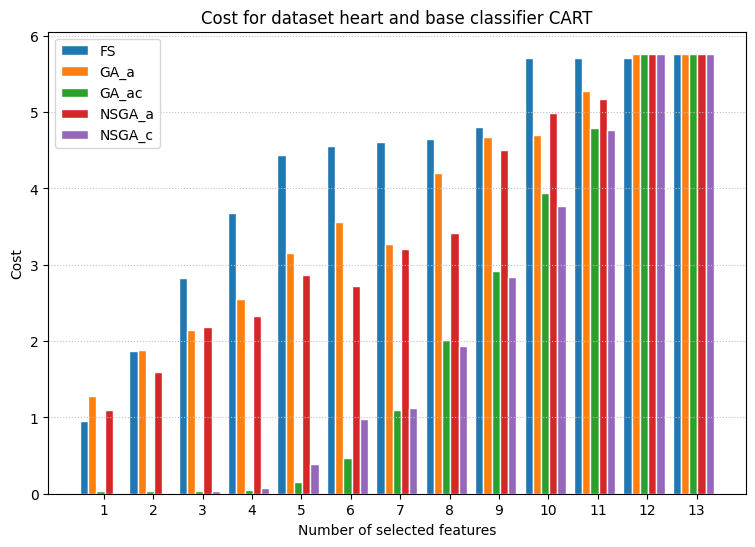 Cost for dataset heart and base classifier CART
FS
GA_a
GA_ac
NSGA_a
NSGA_c
6
5
4
3
2
1
0
Cost
1 2 3 4 5 6 7 8 9 10 11 12 13
Number of selected features